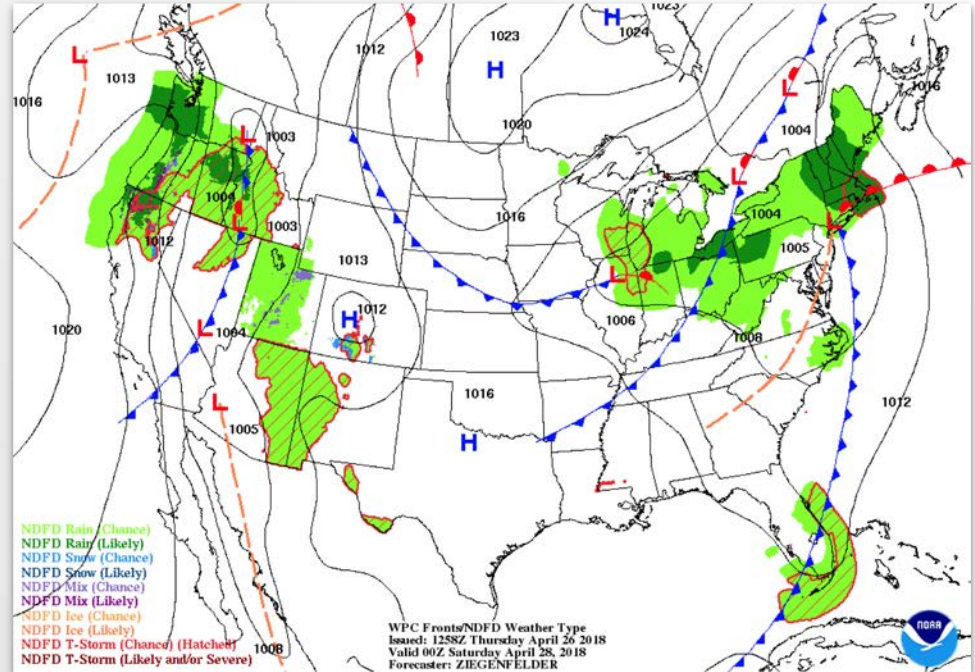 1023
1012
1023
H
1024
L
1013
H
1016
L
1016
L
1003
1020
1004
L
L
1004
1016
1004
L
L
1003
1012
1005
1013
L
1012
H
1020
L
1004
1006
1008
1016
L
1012
1005
H
NDFD Rain (Chance)
NDFD Rain (Likely)
NDFD Snow (Chance)
NDFD Snow (Likely)
NDFD Mix (Chance)
NDFD Mix (Likely)
NDFD Ice (Chance)
NDFD Ice (Likely)
NDFD T-Storm (Chance) (Hatched)
NDFD T-Storm (Likely and/or Severe)
1008
WPC Fronts/NDFD Weather Type
Issued: 1258Z Thursday April 26 2018
Valid 00Z Saturday April 28, 2018
Forecaster: ZIEGENFELDER
NOAA